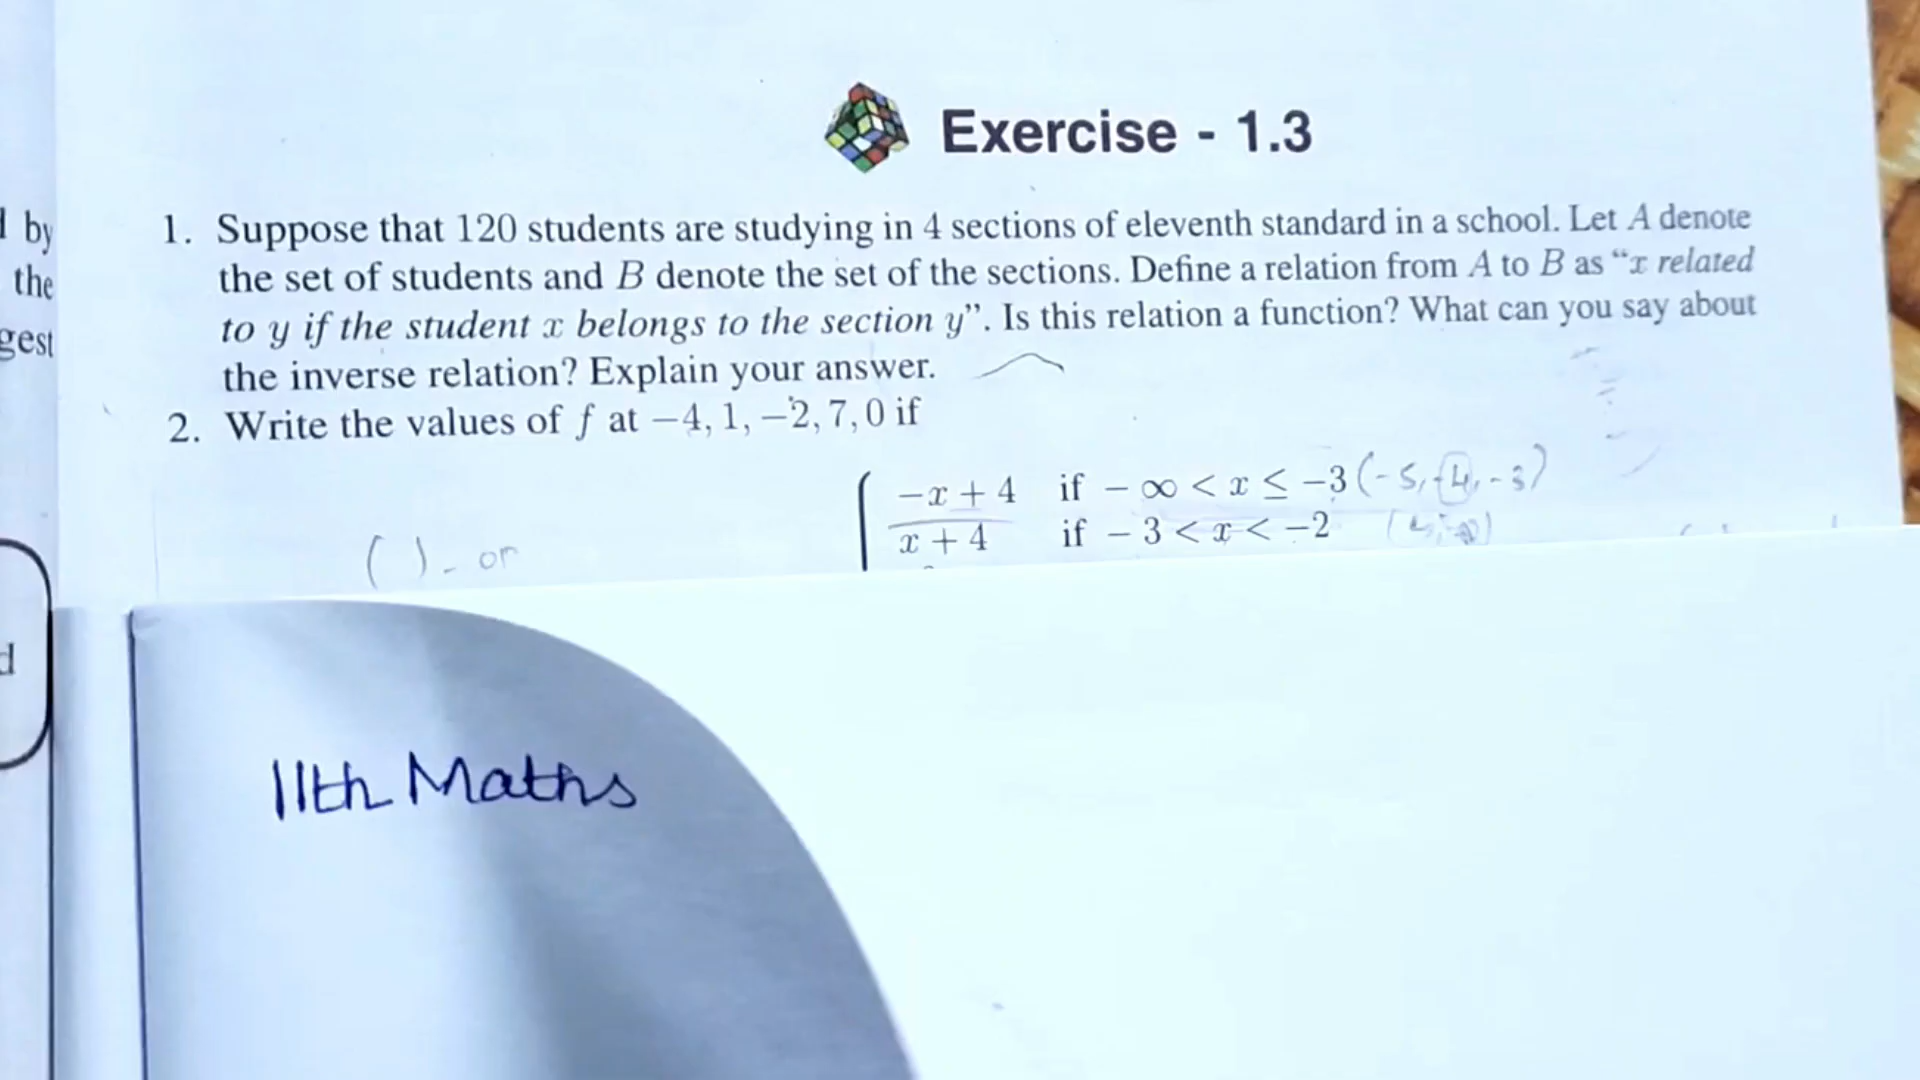 Exercise - 1.3
by
the
gest
1. Suppose that 120 students are studying in 4 sections of eleventh standard in a school. Let A denote
the set of students and B denote the set of the sections. Define a relation from A to B as “x related
to y if the student x belongs to the section y”. Is this relation a function? What can you say about
the inverse relation? Explain your answer.
2. Write the values of f at −4, 1, −2, 7, 0 if
−x + 4 if − ∞ < x ≤ −3 (-5, -4, -3)
x + 4 if − 3 < x < −2
( ) - or
d
11th Maths